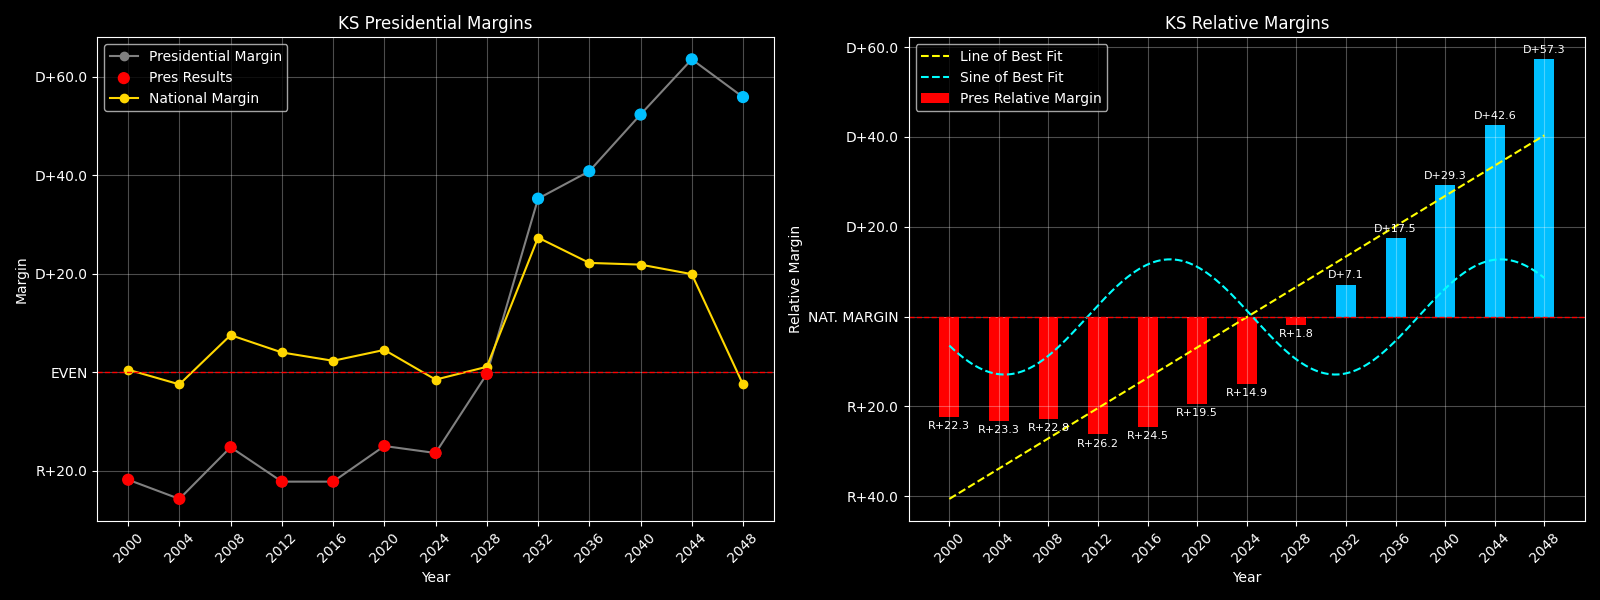 KS Presidential Margins
Presidential Margin
Pres Results
National Margin
Margin
D+60.0
D+40.0
D+20.0
EVEN
R+20.0
2000
2004
2008
2012
2016
2020
2024
2028
2032
2036
2040
2044
2048
Year
KS Relative Margins
Line of Best Fit
Sine of Best Fit
Pres Relative Margin
Relative Margin
D+60.0
D+40.0
D+20.0
NAT. MARGIN
R+20.0
R+40.0
R+22.3
R+23.3
R+22.8
R+26.2
R+24.5
R+19.5
R+14.9
R+1.8
D+7.1
D+17.5
D+29.3
D+42.6
D+57.3
2000
2004
2008
2012
2016
2020
2024
2028
2032
2036
2040
2044
2048
Year